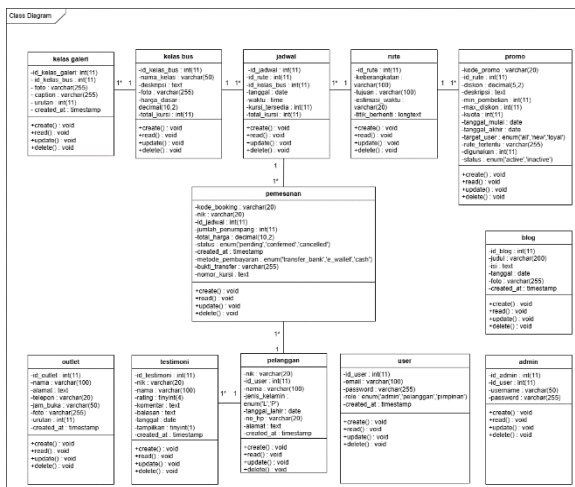 Class Diagram
kelas galeri
-id_kelas_galeri: int(11)
- id_kelas_bus : int(11)
- foto : varchar(255)
- caption : varchar(255)
- urutan : int(11)
- created_at : timestamp
+create() : void
+read() : void
+update() : void
+delete() : void
1*
1
kelas bus
-id_kelas_bus : int(11)
-nama_kelas : varchar(50)
-deskripsi : text
-foto : varchar(255)
-harga_dasar :
decimal(10,2)
-total_kursi : int(11)
+create() : void
+read() : void
+update() : void
+delete() : void
1
1*
jadwal
-id_jadwal : int(11)
-id_rute : int(11)
-id_kelas_bus : int(11)
-tanggal : date
-waktu : time
-kursi_tersedia : int(11)
-total_kursi : int(11)
+create() : void
+read() : void
+update() : void
+delete() : void
1*
1
rute
-id_rute : int(11)
-keberangkatan :
varchar(100)
-tujuan : varchar(100)
-estimasi_waktu :
varchar(20)
-titik_berhenti : longtext
+create() : void
+read() : void
+update() : void
+delete() : void
1
1*
promo
-kode_promo : varchar(20)
-id_rute : int(11)
-diskon : decimal(5,2)
-deskripsi : text
-min_pembelian : int(11)
-max_diskon : int(11)
-kuota : int(11)
-tanggal_mulai : date
-tanggal_akhir : date
-target_user : enum('all','new','loyal')
-rute_tertentu : varchar(255)
-digunakan : int(11)
-status : enum('active','inactive')
+create() : void
+read() : void
+update() : void
+delete() : void
1
1*
pemesanan
-kode_booking : varchar(20)
-nik : varchar(20)
-id_jadwal : int(11)
-jumlah_penumpang : int(11)
-total_harga : decimal(10,2)
-status : enum('pending','confirmed','cancelled')
-created_at : timestamp
-metode_pembayaran : enum('transfer_bank','e_wallet','cash')
-bukti_transfer : varchar(255)
-nomor_kursi : text
+create() : void
+read() : void
+update() : void
+delete() : void
blog
-id_blog : int(11)
-judul : varchar(200)
-isi : text
-tanggal : date
-foto : varchar(255)
-created_at : timestamp
+create() : void
+read() : void
+update() : void
+delete() : void
1*
1
outlet
-id_outlet : int(11)
-nama : varchar(100)
-alamat : text
-telepon : varchar(20)
-jam_buka : varchar(50)
-foto : varchar(255)
-urutan : int(11)
-created_at : timestamp
+create() : void
+read() : void
+update() : void
+delete() : void
testimoni
-id_testimoni : int(11)
-nik : varchar(20)
-nama : varchar(100)
-rating : tinyint(4)
-komentar : text
-balasan : text
-tanggal : date
-tampilkan : tinyint(1)
-created_at : timestamp
+create() : void
+read() : void
+update() : void
+delete() : void
1*
1
pelanggan
-nik : varchar(20)
-id_user : int(11)
-nama : varchar(100)
-jenis_kelamin :
enum('L','P')
-tanggal_lahir : date
-no_hp : varchar(20)
-alamat : text
-created_at : timestamp
+create() : void
+read() : void
+update() : void
+delete() : void
user
-id_user : int(11)
-email : varchar(100)
-password : varchar(255)
-role : enum('admin','pelanggan','pimpinan')
-created_at : timestamp
+create() : void
+read() : void
+update() : void
+delete() : void
admin
-id_admin : int(11)
-id_user : int(11)
-username : varchar(50)
-password : varchar(255)
+create() : void
+read() : void
+update() : void
+delete() : void